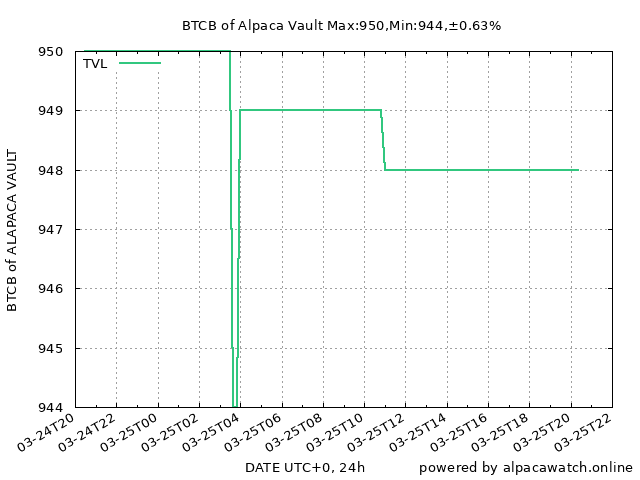 BTCB of Alpaca Vault Max:950,Min:944,±0.63%
BTCB of ALAPACA VAULT
950
949
948
947
946
945
944
TVL
03-24T20
03-24T22
03-25T00
03-25T02
03-25T04
03-25T06
03-25T08
03-25T10
03-25T12
03-25T14
03-25T16
03-25T18
03-25T20
03-25T22
DATE UTC+0, 24h
powered by alpacawatch.online